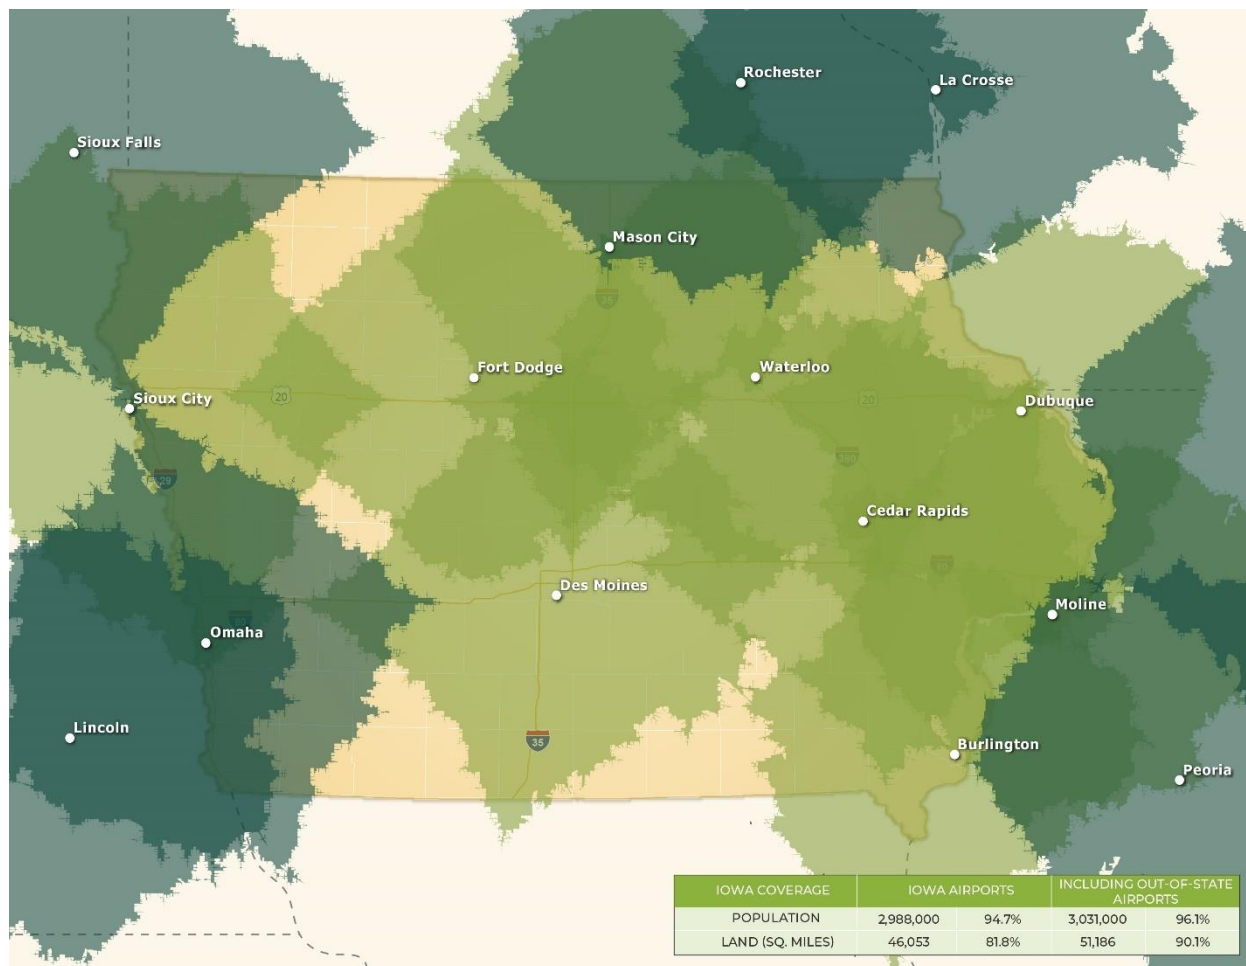 Rochester
La Crosse
Sioux Falls
Mason City
35
Fort Dodge
Waterloo
Sioux City
20
20
Dubuque
29
380
Cedar Rapids
Des Moines
Moline
Omaha
Lincoln
35
Burlington
Peoria
IOWA COVERAGE IOWA AIRPORTS INCLUDING OUT-OF-STATE
AIRPORTS
POPULATION 2,988,000 94.7% 3,031,000 96.1%
LAND (SQ. MILES) 46,053 81.8% 51,186 90.1%